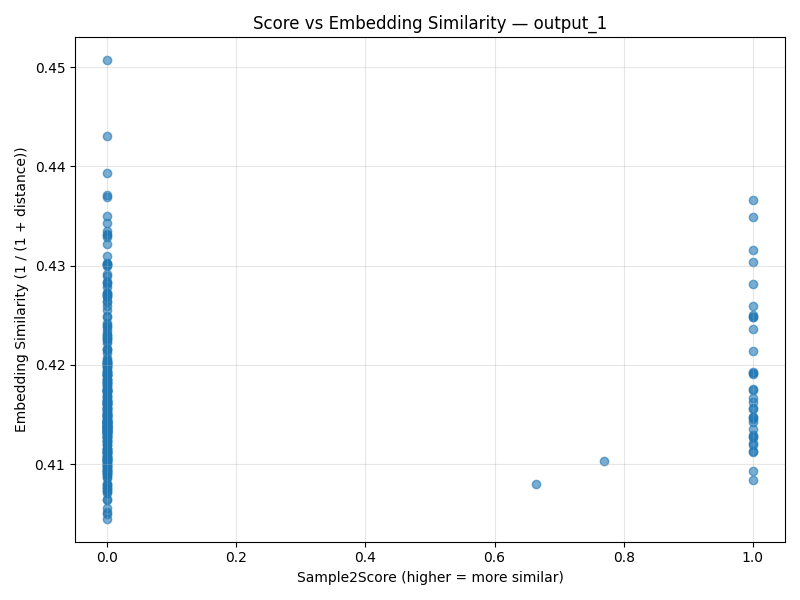 Score vs Embedding Similarity — output_1
Embedding Similarity (1 / (1 + distance))
0.45
0.44
0.43
0.42
0.41
0.0 0.2 0.4 0.6 0.8 1.0
Sample2Score (higher = more similar)